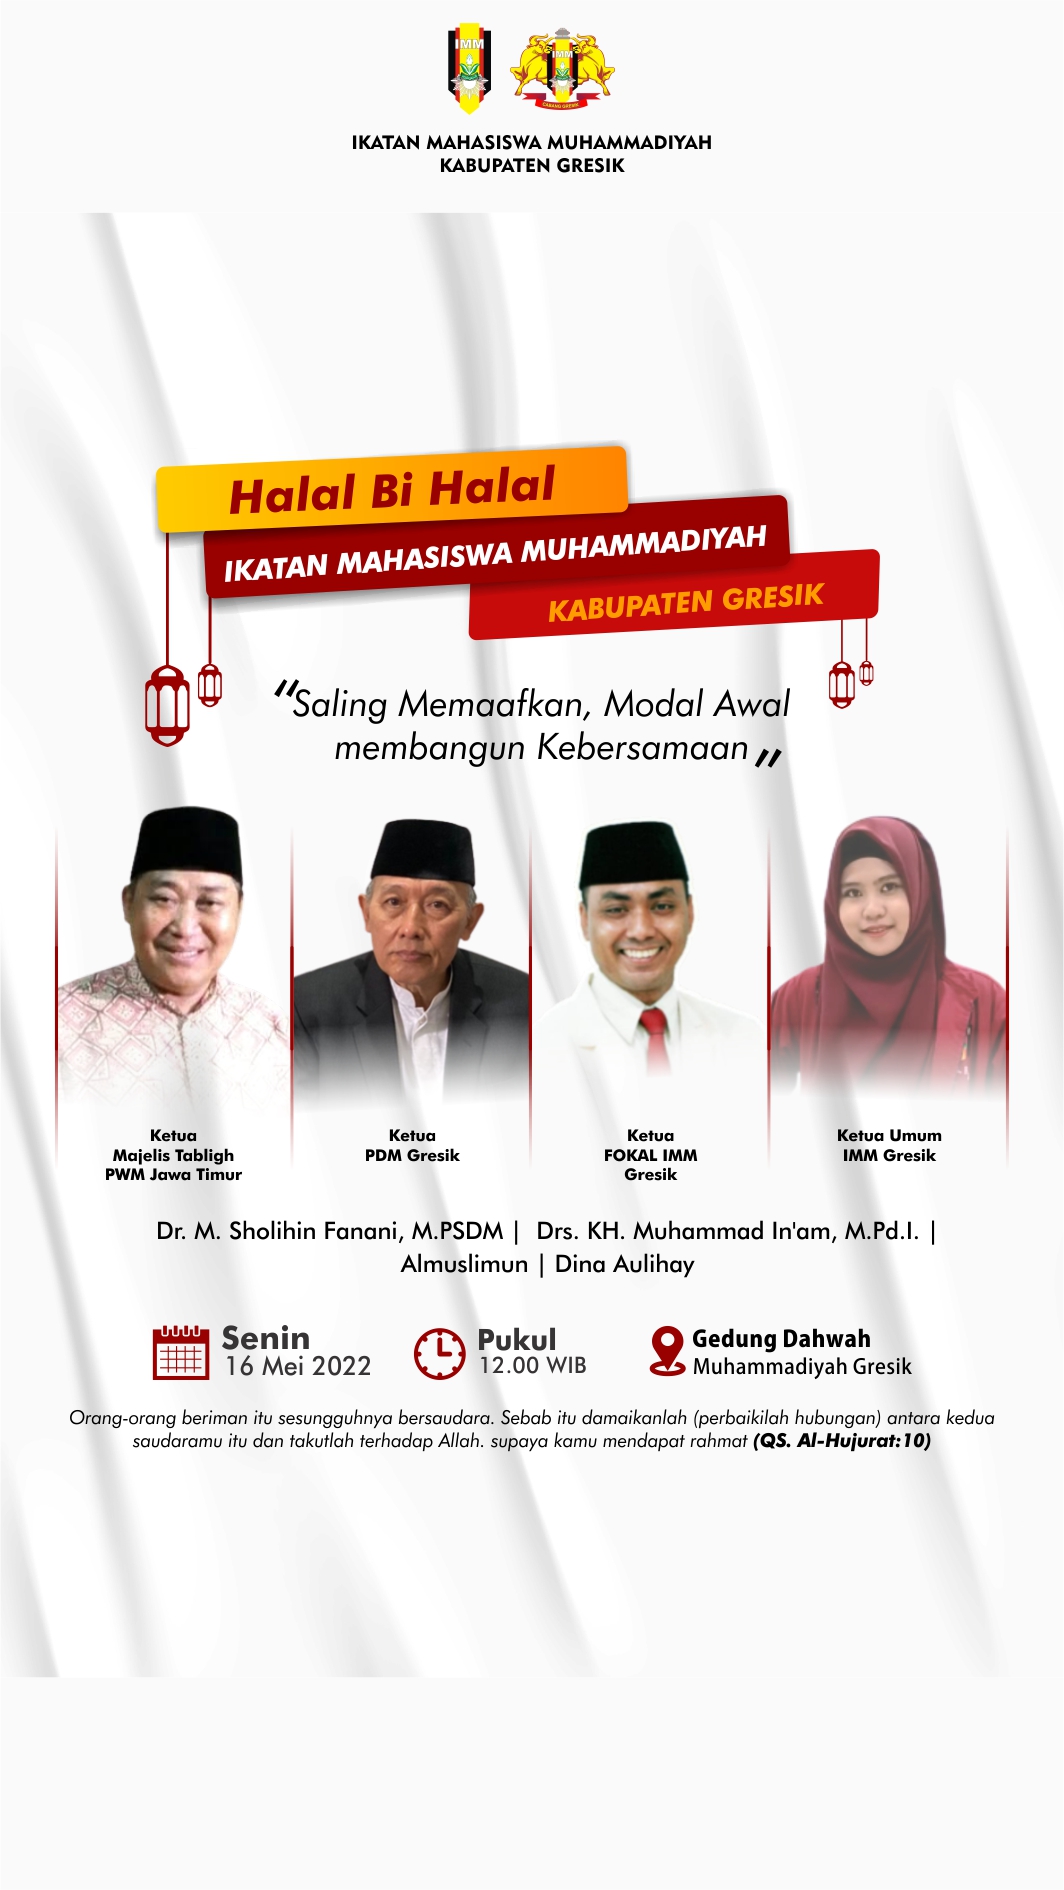 IMM
IMM
CABANG GRESIK
IKATAN MAHASISWA MUHAMMADIYAH
KABUPATEN GRESIK
Halal Bi Halal
IKATAN MAHASISWA MUHAMMADIYAH
KABUPATEN GRESIK
"Saling Memaafkan, Modal Awal
membangun Kebersamaan"
Ketua
Majelis Tabligh
PWM Jawa Timur
Ketua
PDM Gresik
Ketua
FOKAL IMM
Gresik
Ketua Umum
IMM Gresik
Dr. M. Sholihin Fanani, M.PSDM | Drs. KH. Muhammad In'am, M.Pd.I. |
Almuslimun | Dina Aulihay
Senin
16 Mei 2022
Pukul
12.00 WIB
Gedung Dahwah
Muhammadiyah Gresik
Orang-orang beriman itu sesungguhnya bersaudara. Sebab itu damaikanlah (perbaikilah hubungan) antara kedua
saudaramu itu dan takutlah terhadap Allah. supaya kamu mendapat rahmat (QS. Al-Hujurat:10)